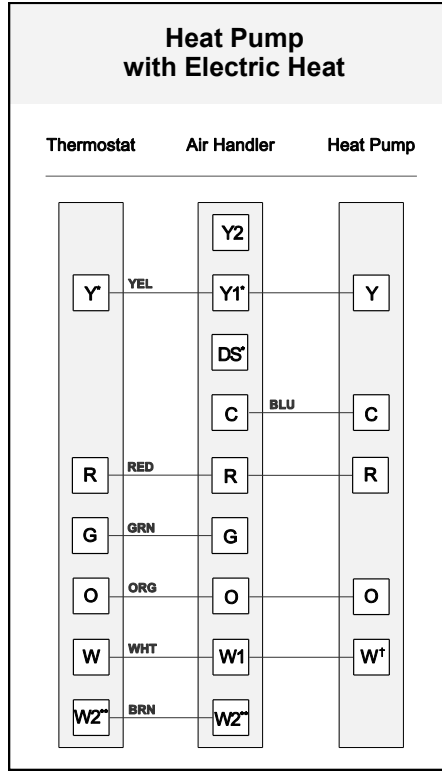 Heat Pump
with Electric Heat
Thermostat Air Handler Heat Pump
Y2
Y* YEL Y1* Y
DS*
C BLU C
R RED R R
G GRN G
O ORG O O
W WHT W1 W†
W2** BRN W2**